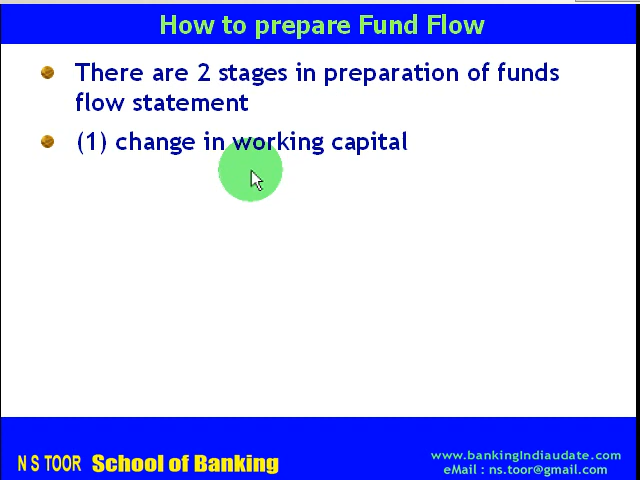 How to prepare Fund Flow
There are 2 stages in preparation of funds
flow statement
(1) change in working capital
N S TOOR School of Banking
www.bankingIndiaudate.com
eMail : ns.toor@gmail.com